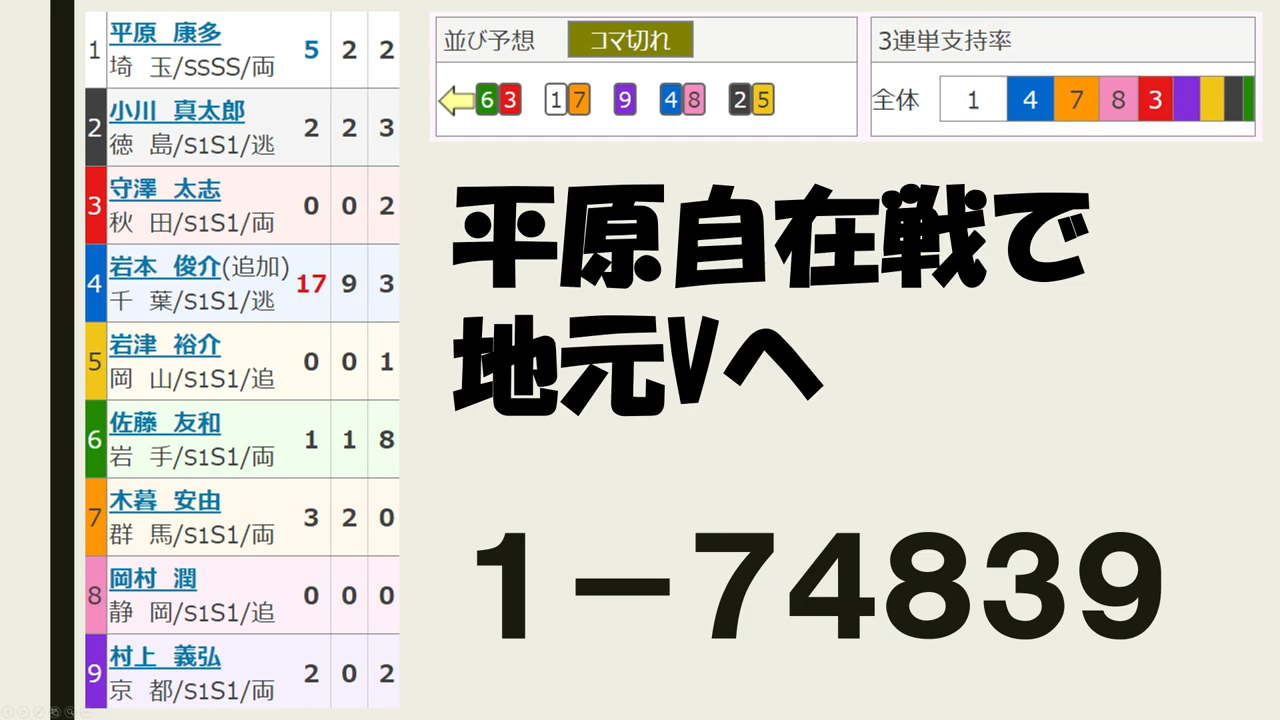 1 平原 康多 5 2 2
埼 玉/SSSS/両
2 小川 真太郎 2 2 3
徳 島/S1S1/逃
3 守澤 太志 0 0 2
秋 田/S1S1/両
4 岩本 俊介(追加) 17 9 3
千 葉/S1S1/逃
5 岩津 裕介 0 0 1
岡 山/S1S1/追
6 佐藤 友和 1 1 8
岩 手/S1S1/両
7 木暮 安由 3 2 0
群 馬/S1S1/両
8 岡村 潤 0 0 0
静 岡/S1S1/追
9 村上 義弘 2 0 2
京 都/S1S1/両
並び予想 コマ切れ
6 3 1 7 9 4 8 2 5
3連単支持率
全体 1 4 7 8 3
平原自在戦で
地元Vへ
1－74839